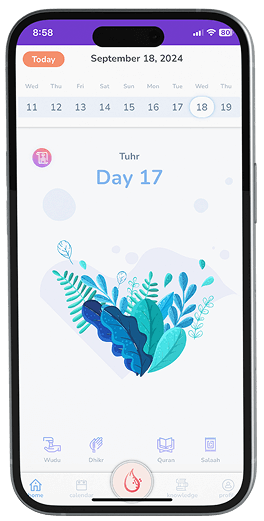 8:58
80
Today
September 18, 2024
Wed Thu Fri Sat Sun Mon Tue Wed Thu
11 12 13 14 15 16 17 18 19
Tuhr
Day 17
Wudu Dhikr Quran Salaah
home calendar knowledge profile